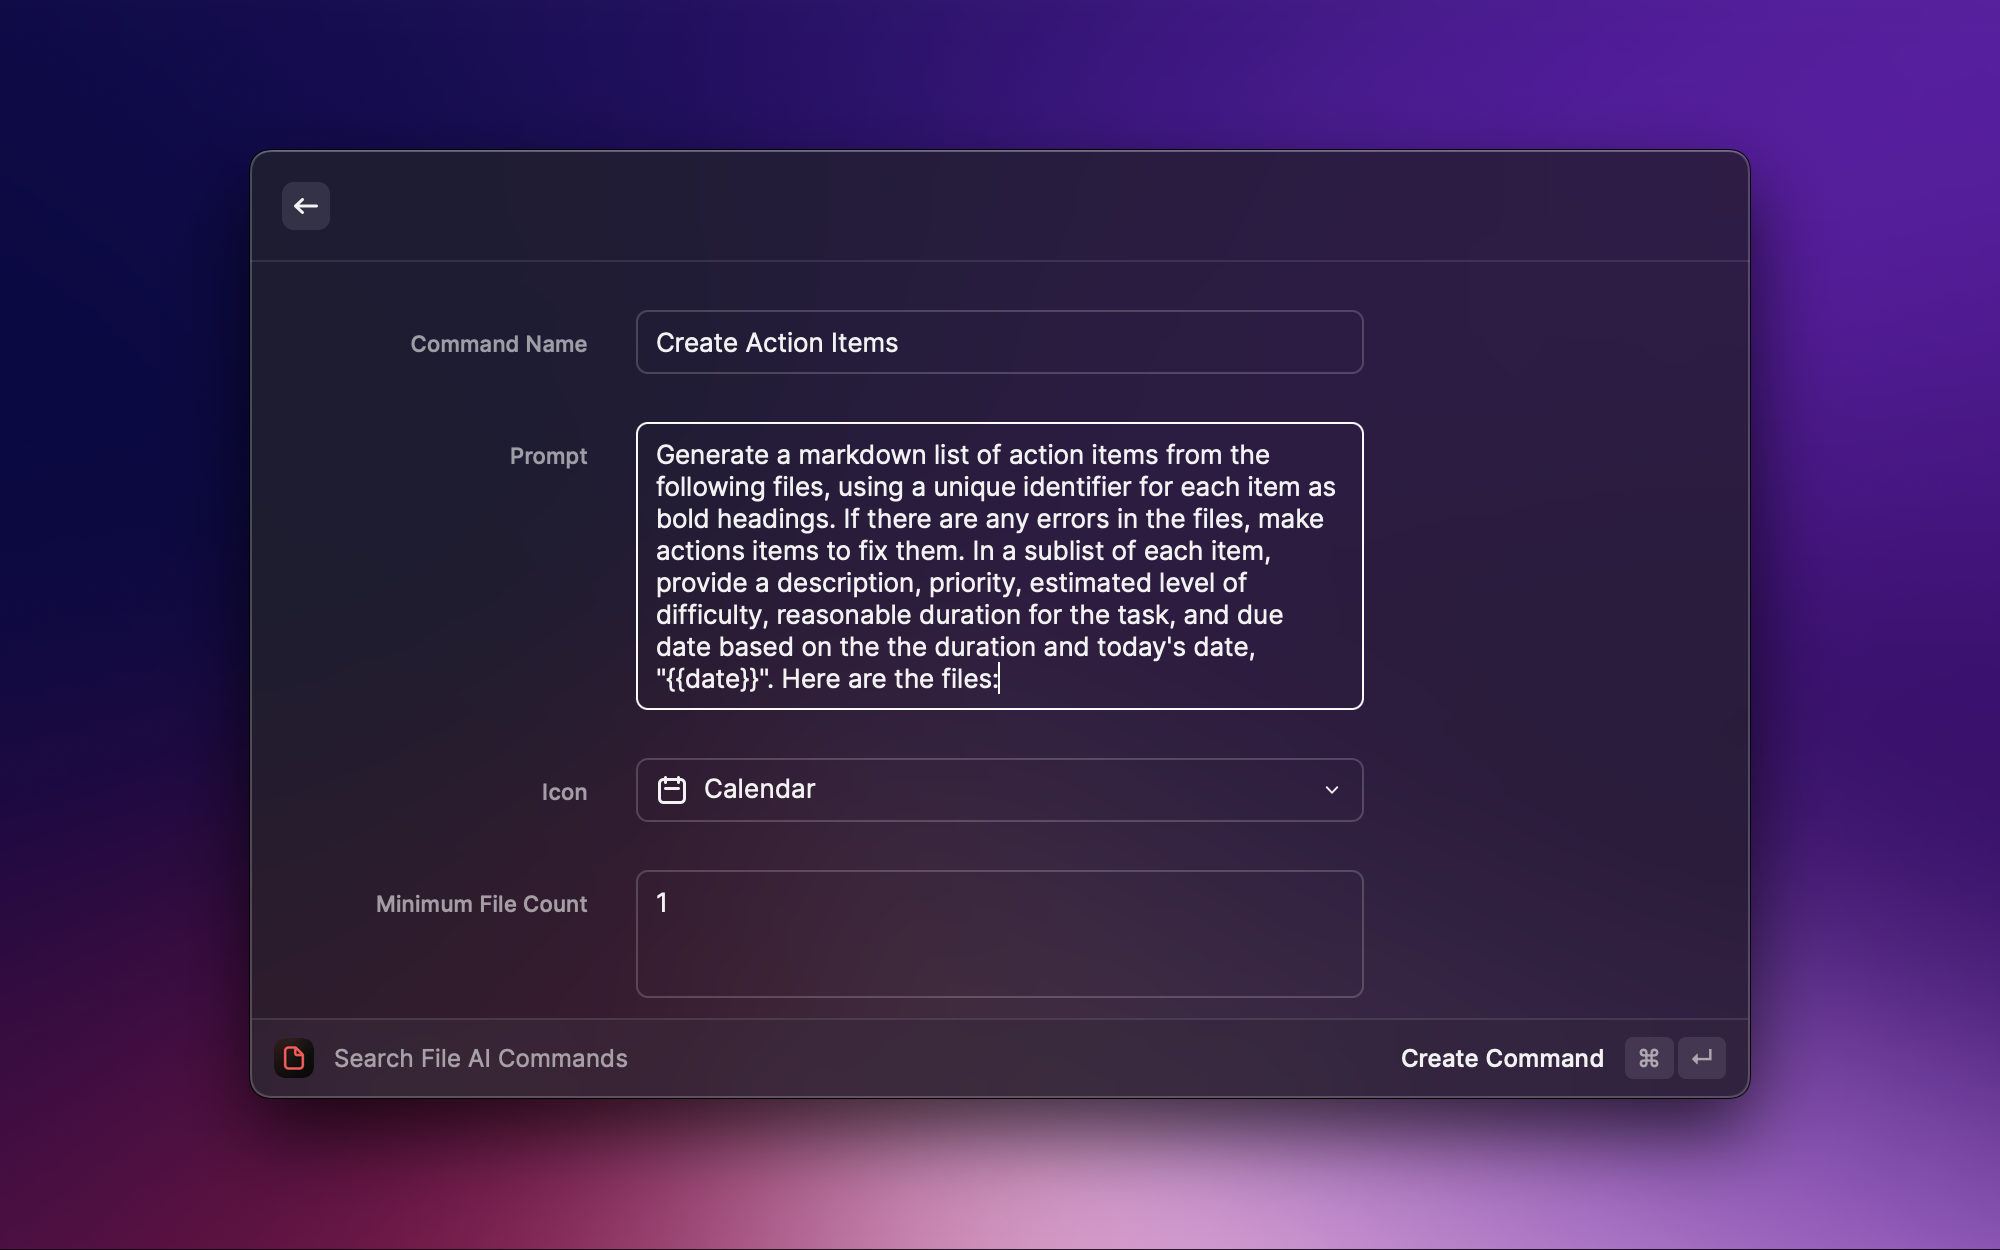 Command Name
Create Action Items
Prompt
Generate a markdown list of action items from the
following files, using a unique identifier for each item as
bold headings. If there are any errors in the files, make
actions items to fix them. In a sublist of each item,
provide a description, priority, estimated level of
difficulty, reasonable duration for the task, and due
date based on the the duration and today's date,
"{{date}}". Here are the files:
Icon
Calendar
Minimum File Count
1
Search File AI Commands
Create Command ⌘ ↵